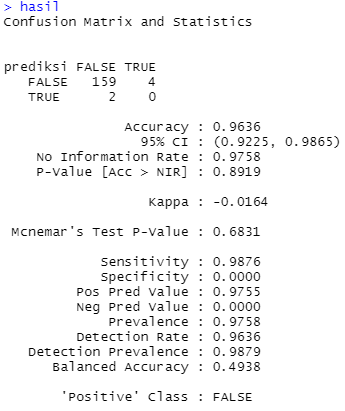 > hasil
Confusion Matrix and Statistics
prediksi FALSE TRUE
FALSE 159 4
TRUE 2 0
Accuracy : 0.9636
95% CI : (0.9225, 0.9865)
No Information Rate : 0.9758
P-Value [Acc > NIR] : 0.8919
Kappa : -0.0164
Mcnemar's Test P-Value : 0.6831
Sensitivity : 0.9876
Specificity : 0.0000
Pos Pred Value : 0.9755
Neg Pred Value : 0.0000
Prevalence : 0.9758
Detection Rate : 0.9636
Detection Prevalence : 0.9879
Balanced Accuracy : 0.4938
'Positive' Class : FALSE